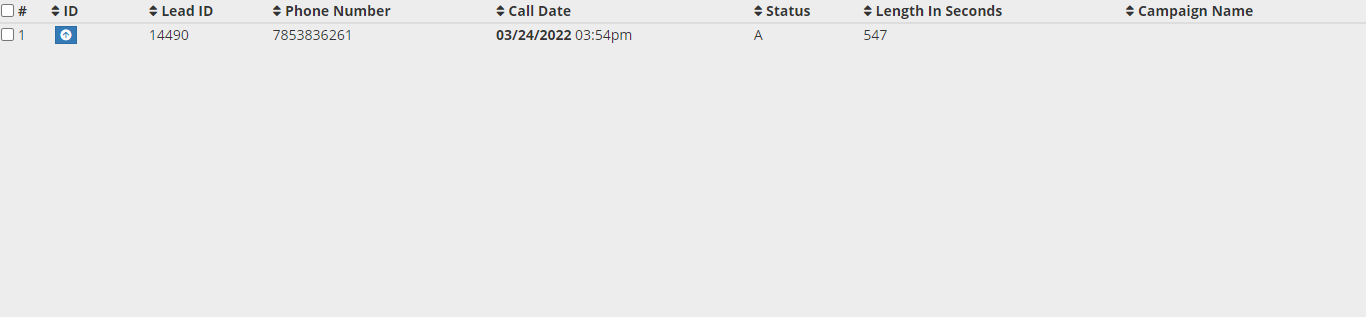 # ID Lead ID Phone Number Call Date Status Length In Seconds Campaign Name
1 14490 7853836261 03/24/2022 03:54pm A 547